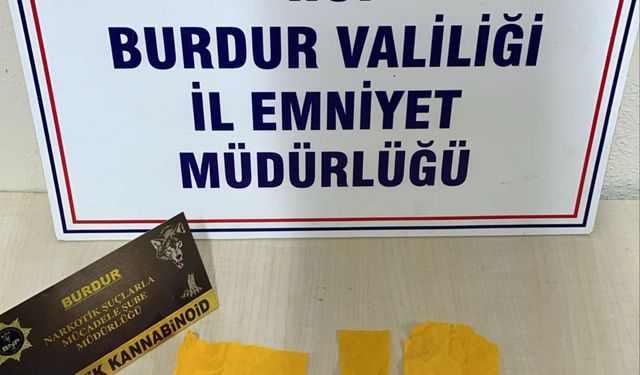 BURDUR VALİLİĞİ
İL EMNİYET
MÜDÜRLÜĞÜ
BURDUR
NARKOTİK SUÇLARLA
MÜCADELE ŞUBE
MÜDÜRLÜĞÜ
KANNABİNOİD